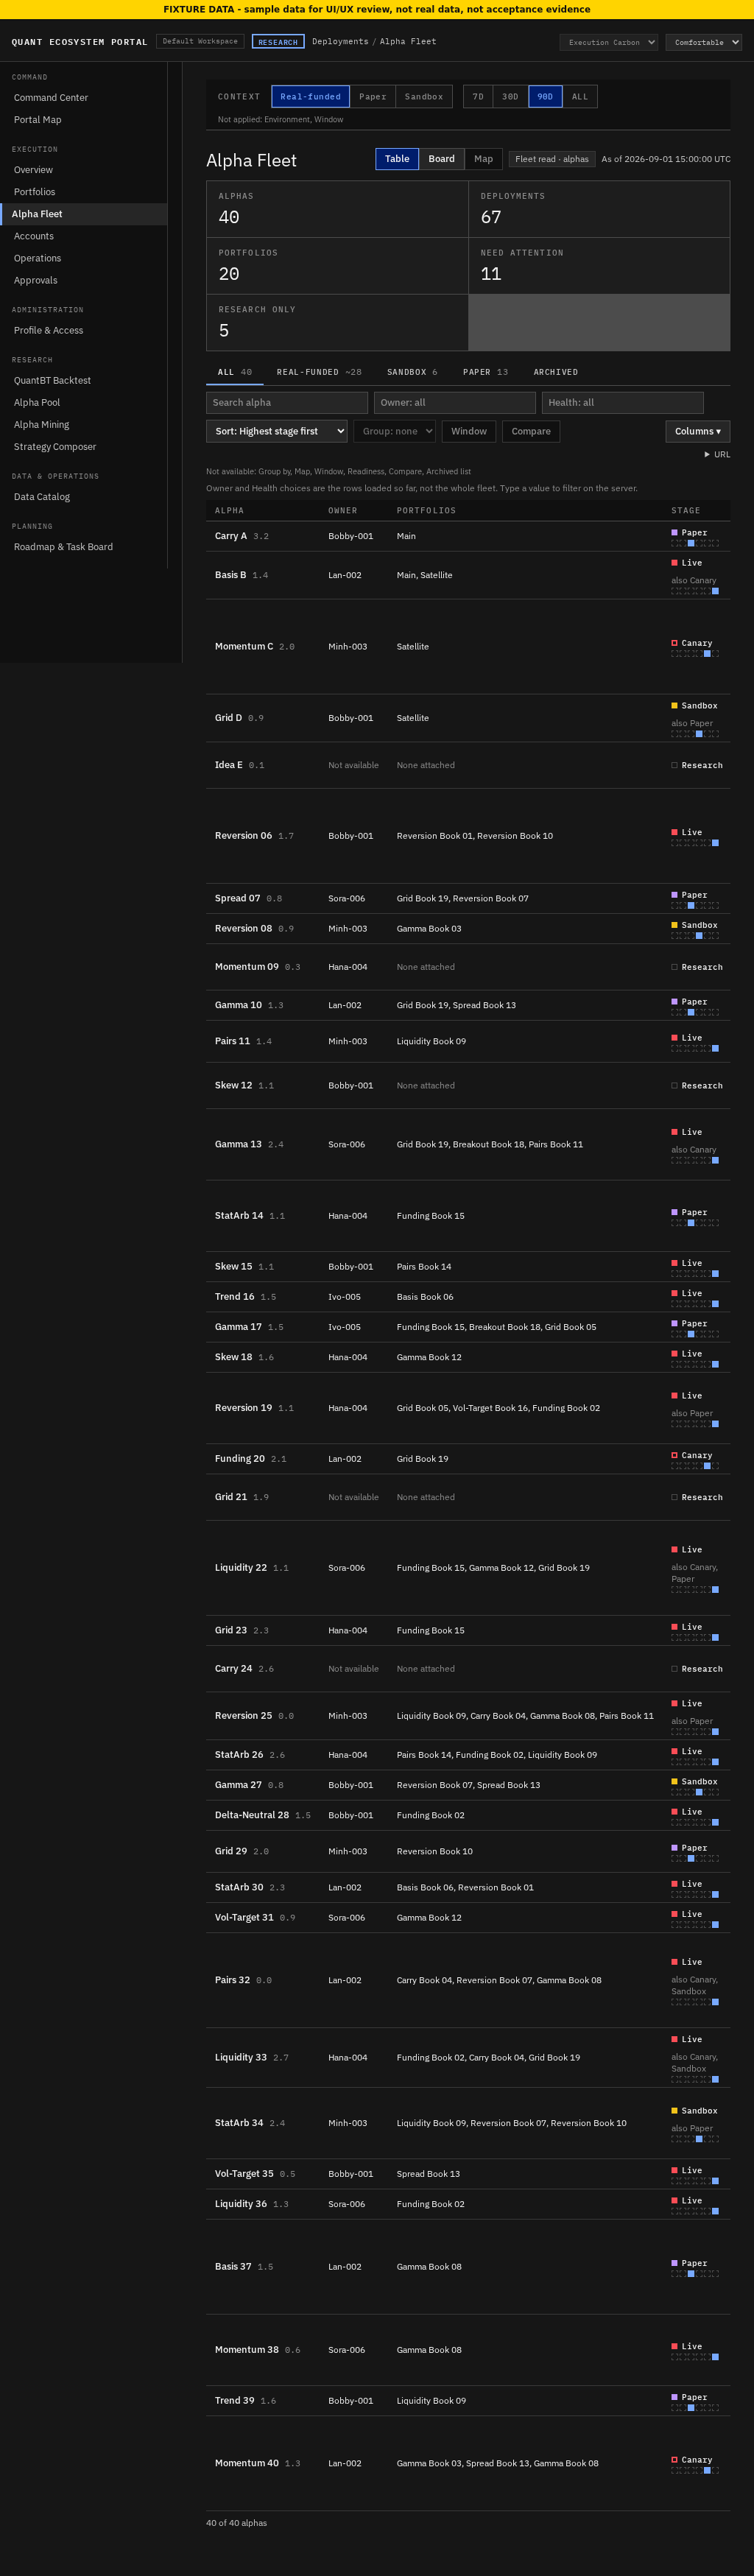 FIXTURE DATA - sample data for UI/UX review, not real data, not acceptance evidence
QUANT ECOSYSTEM PORTAL Default Workspace RESEARCH Deployments / Alpha Fleet Execution Carbon Comfortable
COMMAND
Command Center
Portal Map
EXECUTION
Overview
Portfolios
Alpha Fleet
Accounts
Operations
Approvals
ADMINISTRATION
Profile & Access
RESEARCH
QuantBT Backtest
Alpha Pool
Alpha Mining
Strategy Composer
DATA & OPERATIONS
Data Catalog
PLANNING
Roadmap & Task Board
CONTEXT Real-funded Paper Sandbox 7D 30D 90D ALL
Not applied: Environment, Window
Alpha Fleet Table Board Map Fleet read · alphas As of 2026-09-01 15:00:00 UTC
ALPHAS
40
DEPLOYMENTS
67
PORTFOLIOS
20
NEED ATTENTION
11
RESEARCH ONLY
5
ALL 40 REAL-FUNDED ~28 SANDBOX 6 PAPER 13 ARCHIVED
Search alpha Owner: all Health: all
Sort: Highest stage first Group: none Window Compare Columns ▾
▶ URL
Not available: Group by, Map, Window, Readiness, Compare, Archived list
Owner and Health choices are the rows loaded so far, not the whole fleet. Type a value to filter on the server.
ALPHA OWNER PORTFOLIOS STAGE
Carry A 3.2 Bobby-001 Main Paper
Basis B 1.4 Lan-002 Main, Satellite Live
also Canary
Momentum C 2.0 Minh-003 Satellite Canary
Grid D 0.9 Bobby-001 Satellite Sandbox
also Paper
Idea E 0.1 Not available None attached Research
Reversion 06 1.7 Bobby-001 Reversion Book 01, Reversion Book 10 Live
Spread 07 0.8 Sora-006 Grid Book 19, Reversion Book 07 Paper
Reversion 08 0.9 Minh-003 Gamma Book 03 Sandbox
Momentum 09 0.3 Hana-004 None attached Research
Gamma 10 1.3 Lan-002 Grid Book 19, Spread Book 13 Paper
Pairs 11 1.4 Minh-003 Liquidity Book 09 Live
Skew 12 1.1 Bobby-001 None attached Research
Gamma 13 2.4 Sora-006 Grid Book 19, Breakout Book 18, Pairs Book 11 Live
also Canary
StatArb 14 1.1 Hana-004 Funding Book 15 Paper
Skew 15 1.1 Bobby-001 Pairs Book 14 Live
Trend 16 1.5 Ivo-005 Basis Book 06 Live
Gamma 17 1.5 Ivo-005 Funding Book 15, Breakout Book 18, Grid Book 05 Paper
Skew 18 1.6 Hana-004 Gamma Book 12 Live
Reversion 19 1.1 Hana-004 Grid Book 05, Vol-Target Book 16, Funding Book 02 Live
also Paper
Funding 20 2.1 Lan-002 Grid Book 19 Canary
Grid 21 1.9 Not available None attached Research
Liquidity 22 1.1 Sora-006 Funding Book 15, Gamma Book 12, Grid Book 19 Live
also Canary,
Paper
Grid 23 2.3 Hana-004 Funding Book 15 Live
Carry 24 2.6 Not available None attached Research
Reversion 25 0.0 Minh-003 Liquidity Book 09, Carry Book 04, Gamma Book 08, Pairs Book 11 Live
also Paper
StatArb 26 2.6 Hana-004 Pairs Book 14, Funding Book 02, Liquidity Book 09 Live
Gamma 27 0.8 Bobby-001 Reversion Book 07, Spread Book 13 Sandbox
Delta-Neutral 28 1.5 Bobby-001 Funding Book 02 Live
Grid 29 2.0 Minh-003 Reversion Book 10 Paper
StatArb 30 2.3 Lan-002 Basis Book 06, Reversion Book 01 Live
Vol-Target 31 0.9 Sora-006 Gamma Book 12 Live
Pairs 32 0.0 Lan-002 Carry Book 04, Reversion Book 07, Gamma Book 08 Live
also Canary,
Sandbox
Liquidity 33 2.7 Hana-004 Funding Book 02, Carry Book 04, Grid Book 19 Live
also Canary,
Sandbox
StatArb 34 2.4 Minh-003 Liquidity Book 09, Reversion Book 07, Reversion Book 10 Sandbox
also Paper
Vol-Target 35 0.5 Bobby-001 Spread Book 13 Live
Liquidity 36 1.3 Sora-006 Funding Book 02 Live
Basis 37 1.5 Lan-002 Gamma Book 08 Paper
Momentum 38 0.6 Sora-006 Gamma Book 08 Live
Trend 39 1.6 Bobby-001 Liquidity Book 09 Paper
Momentum 40 1.3 Lan-002 Gamma Book 03, Spread Book 13, Gamma Book 08 Canary
40 of 40 alphas